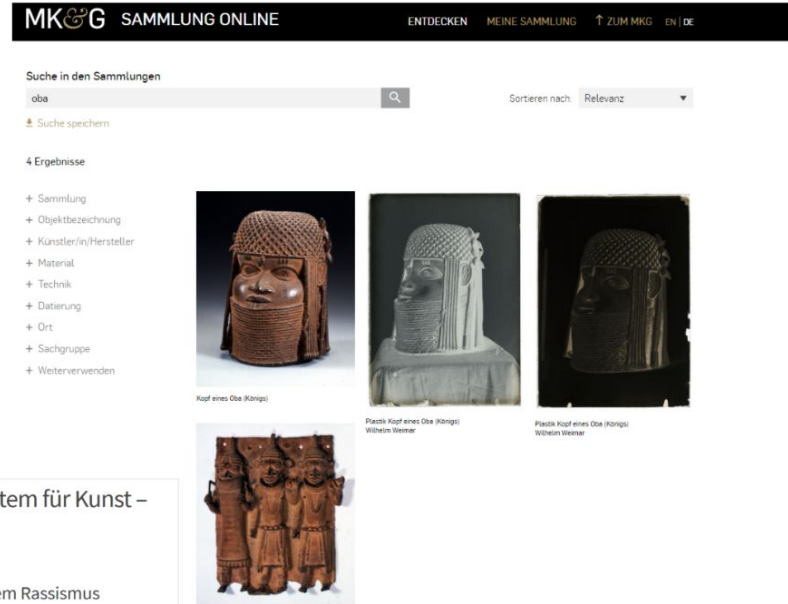 MK&G SAMMLUNG ONLINE
ENTDECKEN MEINE SAMMLUNG ↑ ZUM MKG EN | DE
Suche in den Sammlungen
oba
Sortieren nach: Relevanz ▼
Suche speichern
4 Ergebnisse
+ Sammlung
+ Objektbezeichnung
+ Künstler/in/Hersteller
+ Material
+ Technik
+ Datierung
+ Ort
+ Sachgruppe
+ Weiterverwenden
Kopf eines Oba (Königs)
Plastik Kopf eines Oba (Königs)
Wilhelm Weimar
Plastik Kopf eines Oba (Königs)
Wilhelm Weimar
tem für Kunst –
em Rassismus